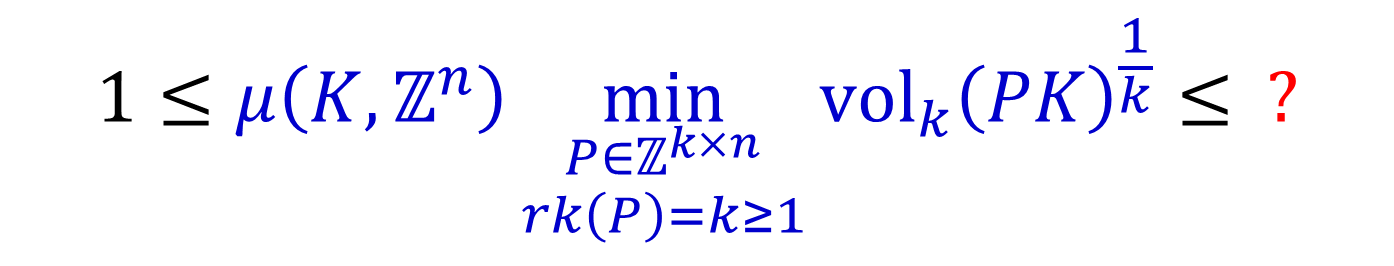 1 ≤ μ(K, ℤⁿ) min vol_k(PK)^{1/k} ≤ ?
P∈ℤ^{k×n}
rk(P)=k≥1